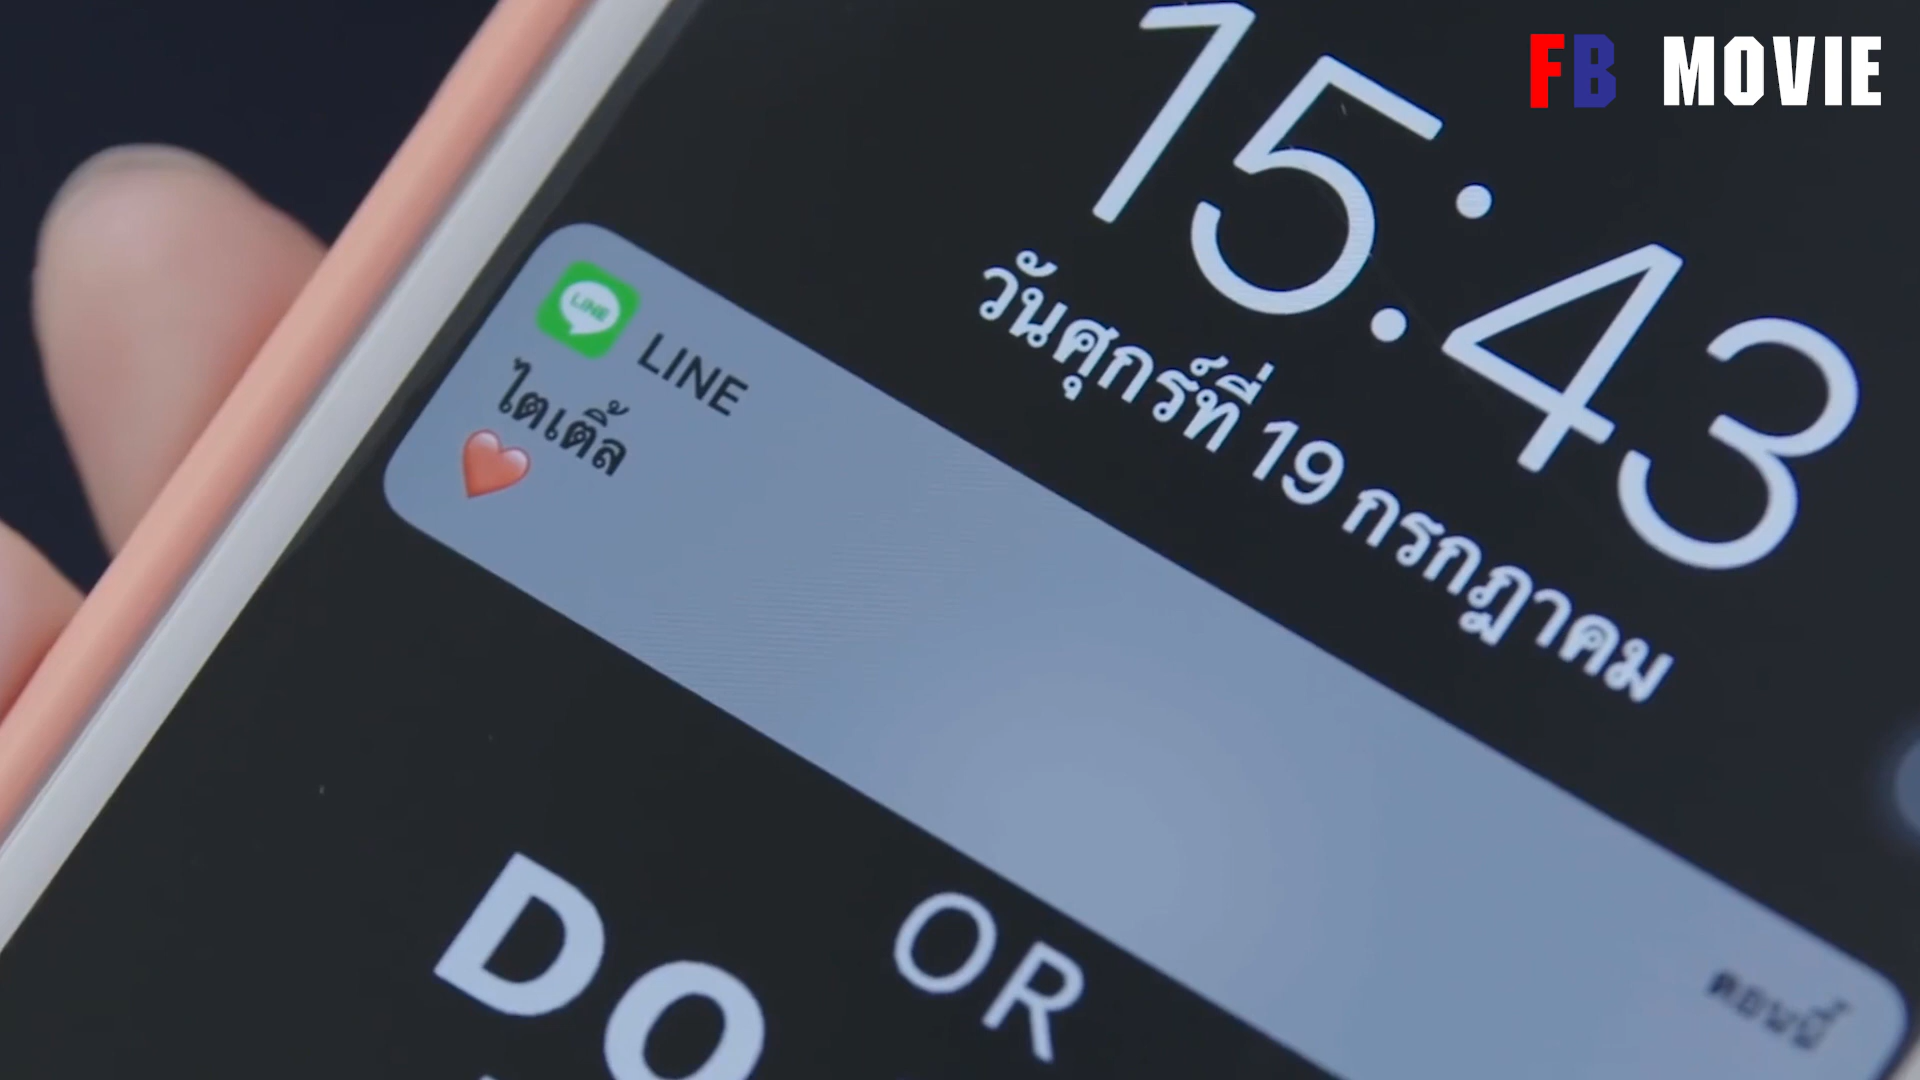 FB MOVIE
15:43
วันศุกร์ที่ 19 กรกฎาคม
LINE
ไตเติ้ล
❤️
ตอนนี้
DO
OR